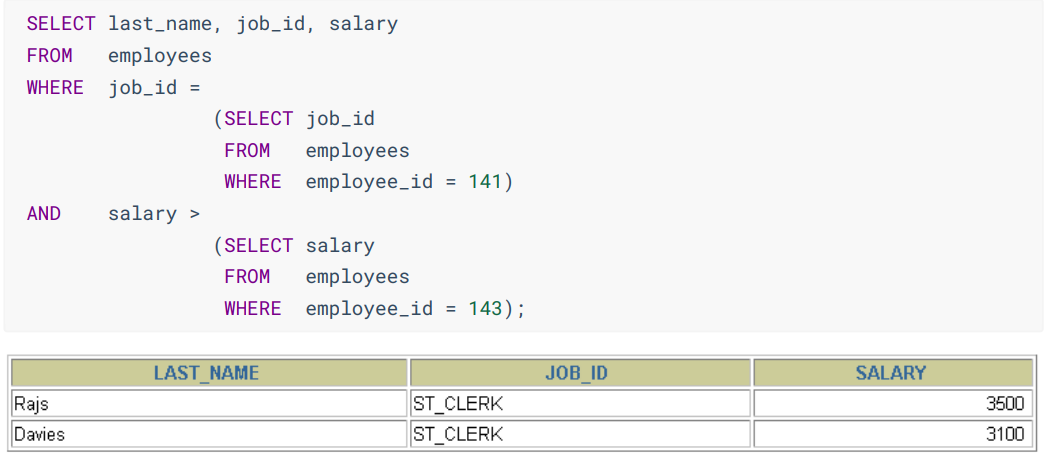 SELECT last_name, job_id, salary
FROM employees
WHERE job_id =
(SELECT job_id
FROM employees
WHERE employee_id = 141)
AND salary >
(SELECT salary
FROM employees
WHERE employee_id = 143);
LAST_NAME JOB_ID SALARY
Rajs ST_CLERK 3500
Davies ST_CLERK 3100